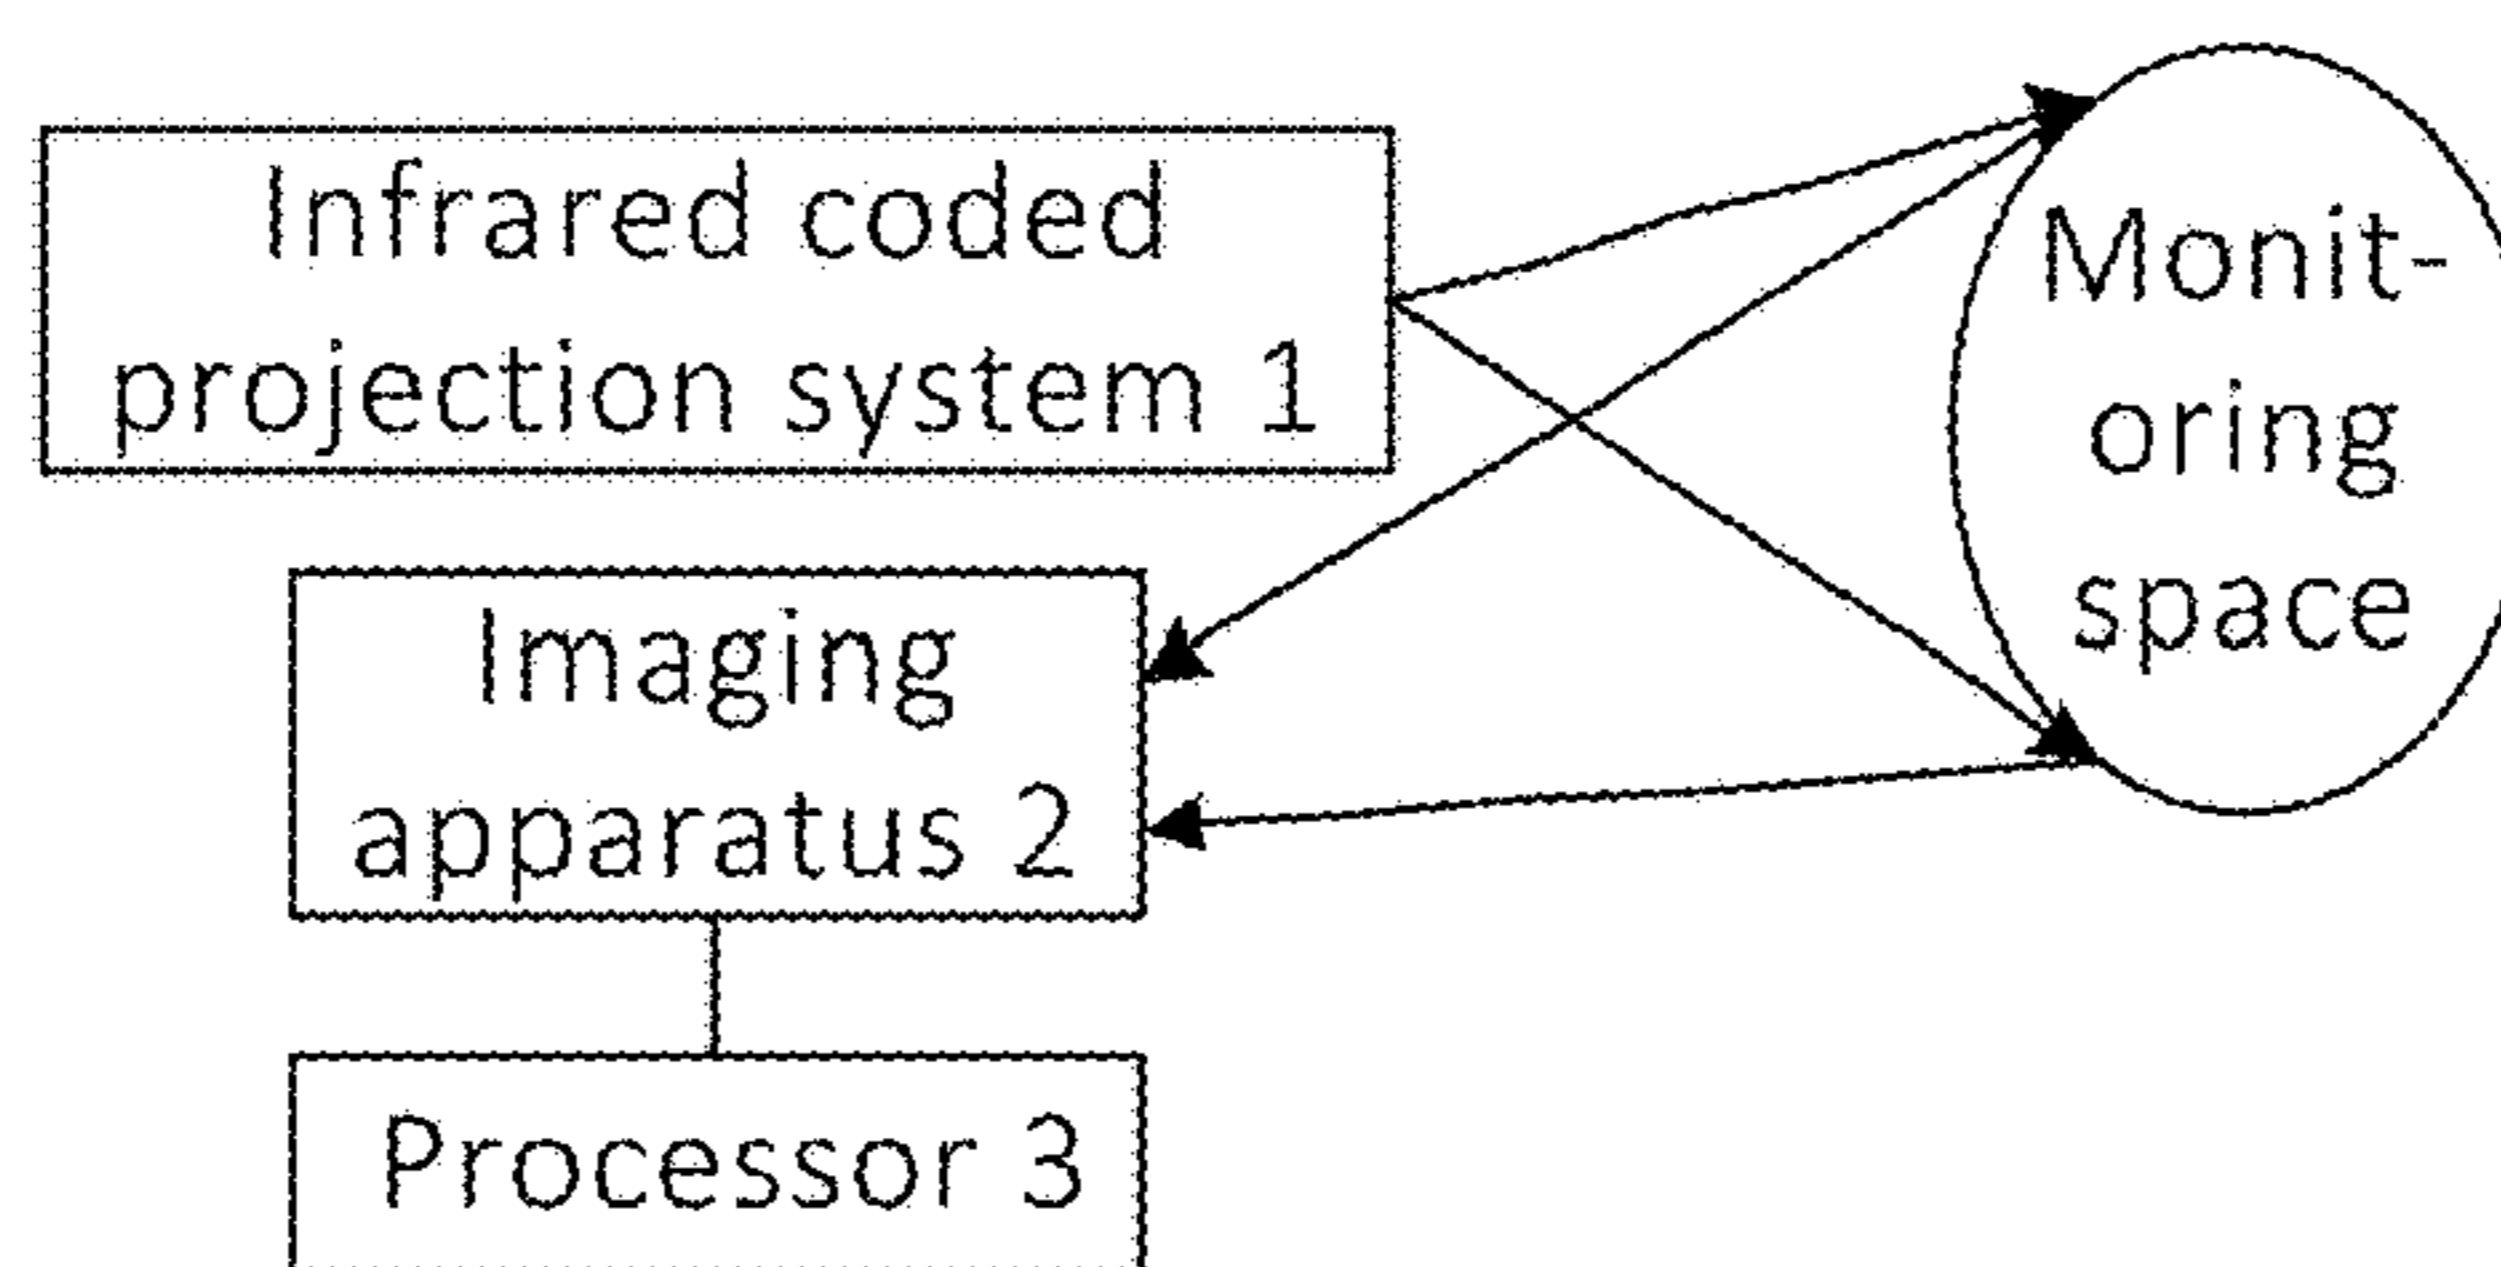 Infrared coded
projection system 1
Monit-
oring
space
Imaging
apparatus 2
Processor 3